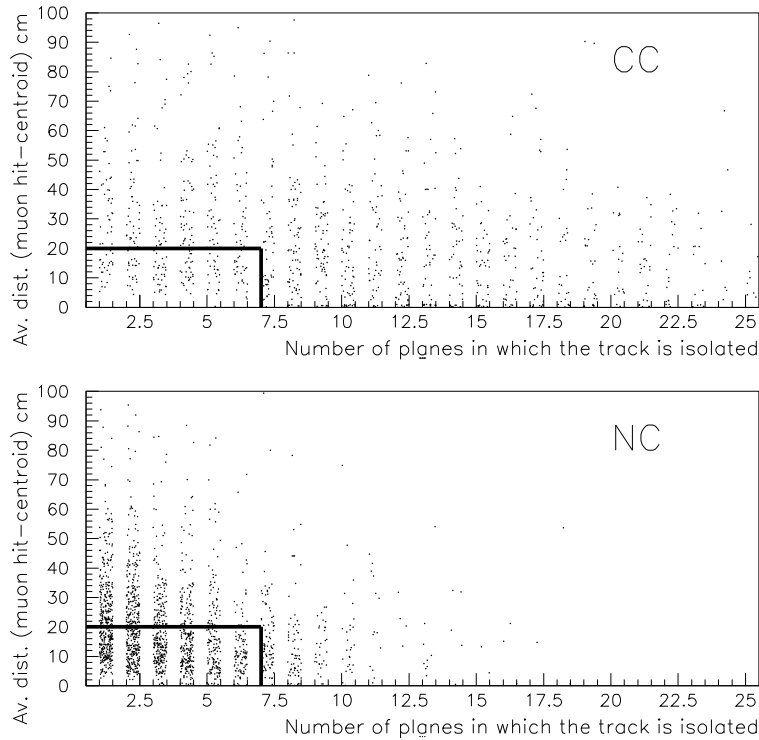 Av. dist. (muon hit-centroid) cm
100
90
80
70
60
50
40
30
20
10
0
CC
2.5 5 7.5 10 12.5 15 17.5 20 22.5 25
Number of planes in which the track is isolated
Av. dist. (muon hit-centroid) cm
100
90
80
70
60
50
40
30
20
10
0
NC
2.5 5 7.5 10 12.5 15 17.5 20 22.5 25
Number of planes in which the track is isolated